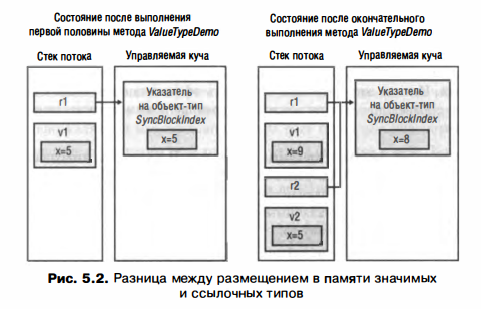 Состояние после выполнения
первой половины метода ValueTypeDemo
Стек потока
Управляемая куча
r1
v1
x=5
Указатель
на объект-тип
SyncBlockIndex
x=5
Состояние после окончательного
выполнения метода ValueTypeDemo
Стек потока
Управляемая куча
r1
v1
x=9
r2
v2
x=5
Указатель
на объект-тип
SyncBlockIndex
x=8
Рис. 5.2. Разница между размещением в памяти значимых
и ссылочных типов